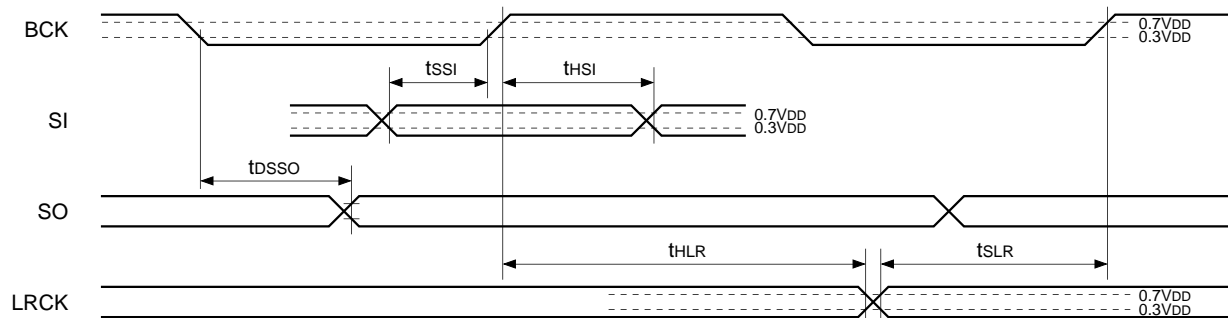 BCK
0.7VDD
0.3VDD
tSSI
tHSI
SI
0.7VDD
0.3VDD
tDSSO
SO
tHLR
tSLR
LRCK
0.7VDD
0.3VDD